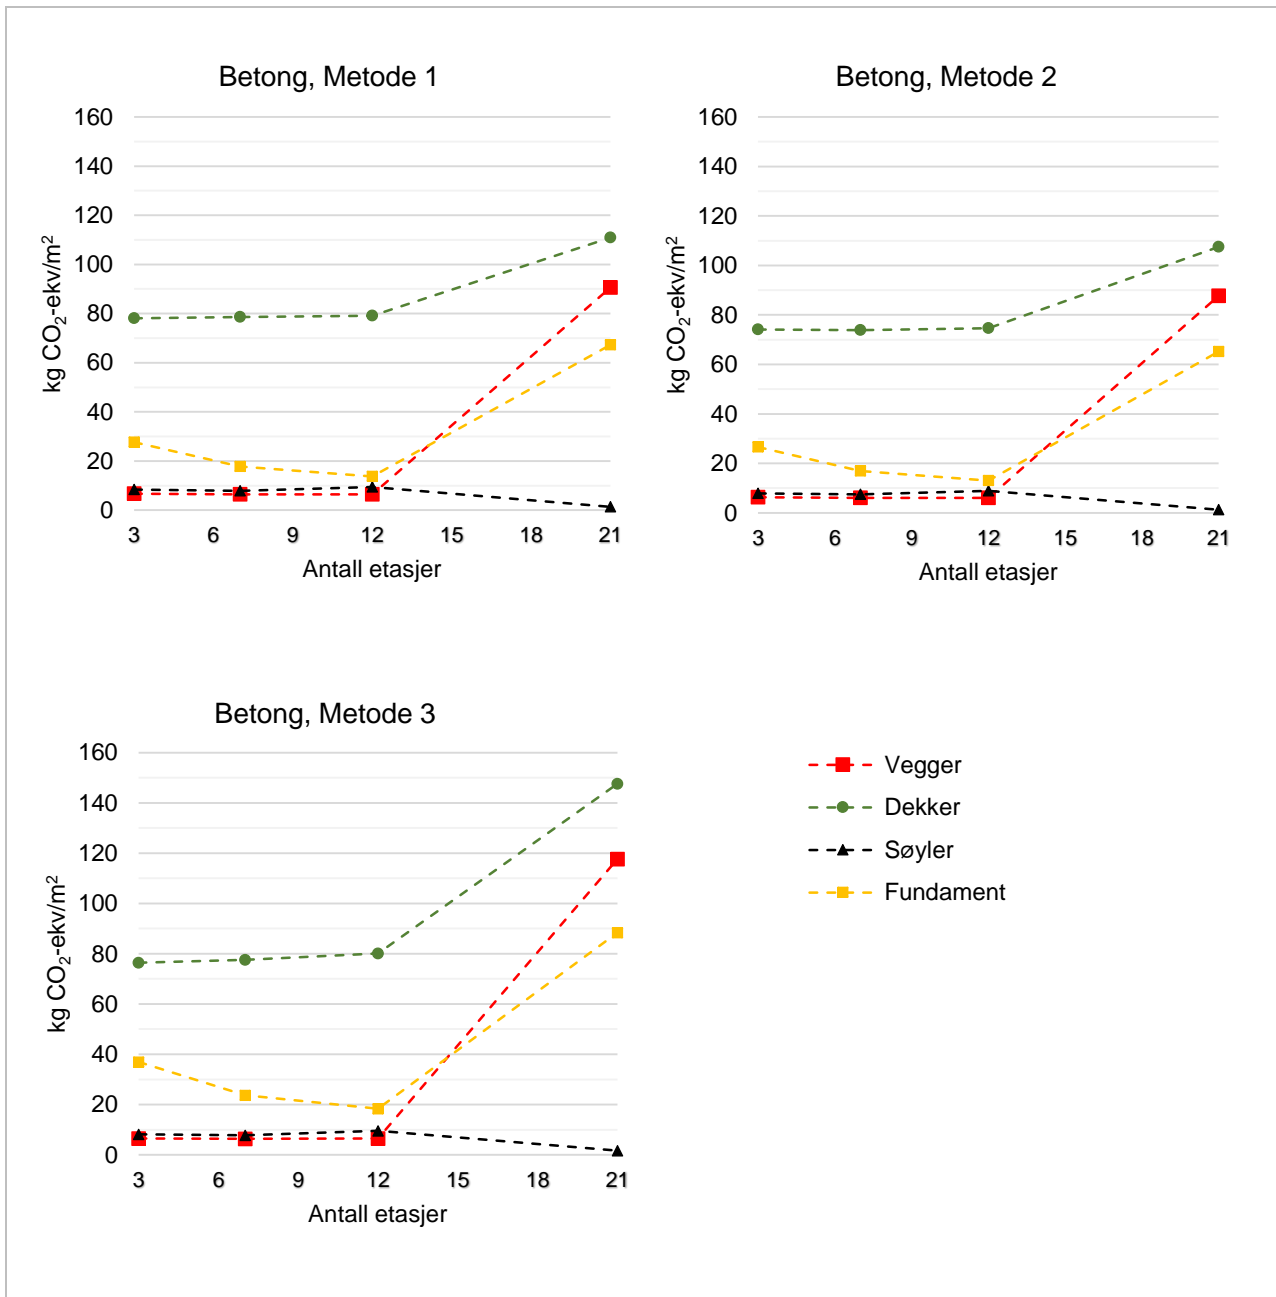 Betong, Metode 1
160
140
120
100
80
60
40
20
0
kg CO₂-ekv/m²
3 6 9 12 15 18 21
Antall etasjer
Betong, Metode 2
160
140
120
100
80
60
40
20
0
kg CO₂-ekv/m²
3 6 9 12 15 18 21
Antall etasjer
Betong, Metode 3
160
140
120
100
80
60
40
20
0
kg CO₂-ekv/m²
3 6 9 12 15 18 21
Antall etasjer
Vegger
Dekker
Søyler
Fundament